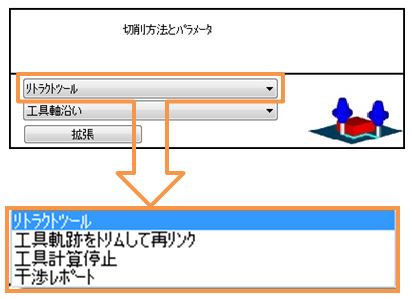 切削方法とパラメータ
リトラクトツール
工具軸沿い
拡張
リトラクトツール
工具軌跡をトリムして再リンク
工具計算停止
干渉レポート